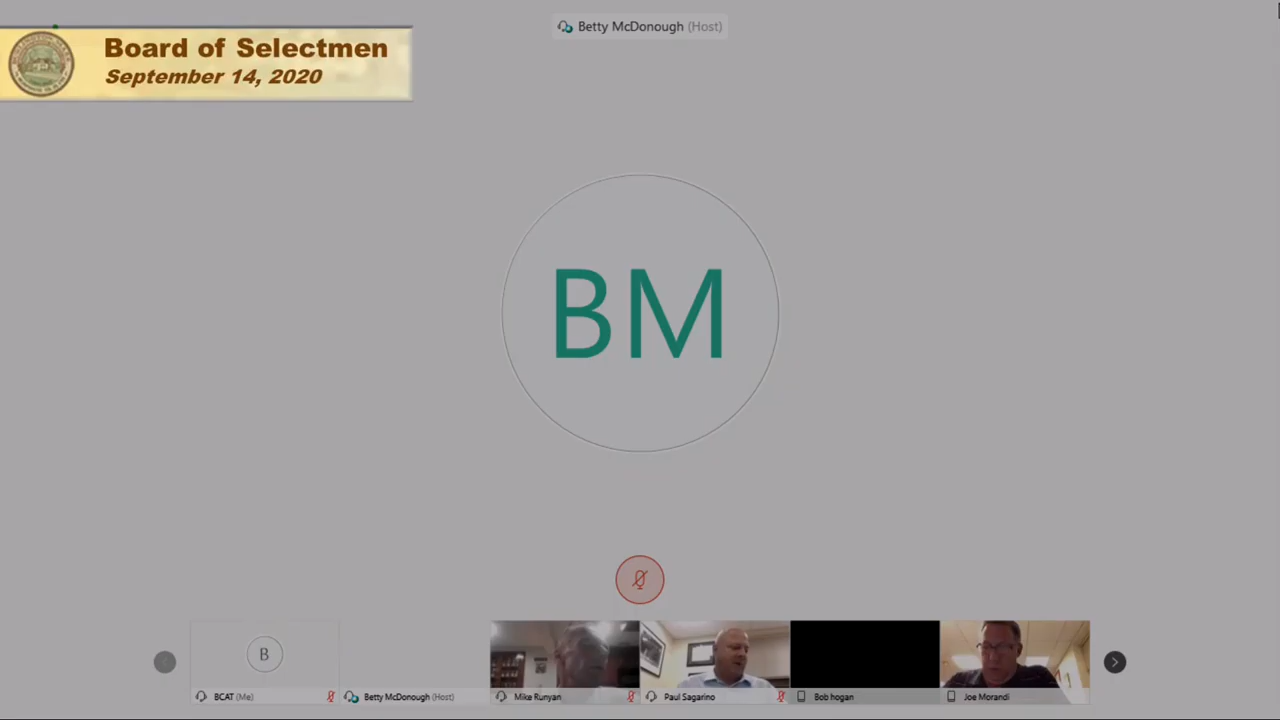 Betty McDonough (Host)
Board of Selectmen
September 14, 2020
BM
B
BCAT (Me)
Betty McDonough (Host)
Mike Runyan
Paul Sagarino
Bob hogan
Joe Morandi